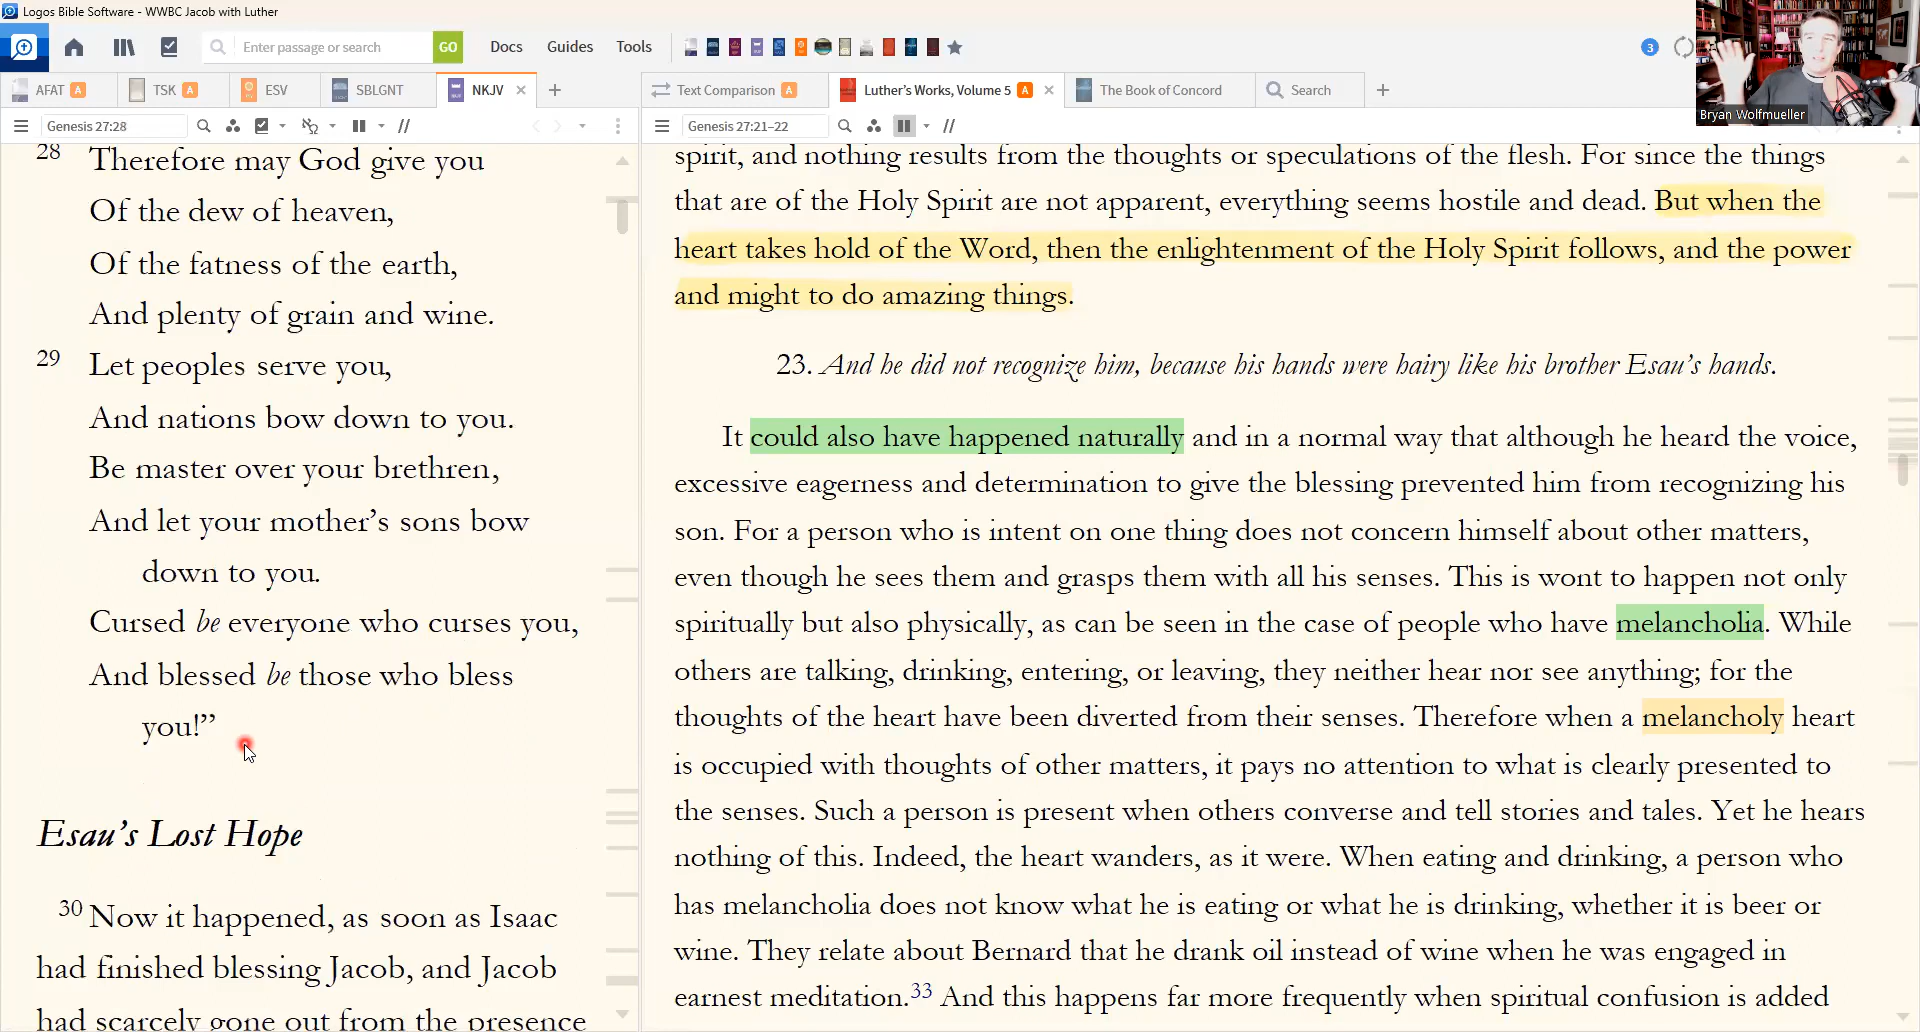 Logos Bible Software - WWBC Jacob with Luther
Enter passage or search
GO
Docs
Guides
Tools
3
Bryan Wolfmueller
AFAT A
TSK A
ESV
SBLGNT
NKJV
Text Comparison A
Luther's Works, Volume 5 A
The Book of Concord
Search
Genesis 27:28
28 Therefore may God give you
Of the dew of heaven,
Of the fatness of the earth,
And plenty of grain and wine.
29 Let peoples serve you,
And nations bow down to you.
Be master over your brethren,
And let your mother's sons bow
down to you.
Cursed be everyone who curses you,
And blessed be those who bless
you!”
Esau's Lost Hope
30 Now it happened, as soon as Isaac
had finished blessing Jacob, and Jacob
had scarcely gone out from the presence
Genesis 27:21–22
spirit, and nothing results from the thoughts or speculations of the flesh. For since the things
that are of the Holy Spirit are not apparent, everything seems hostile and dead. But when the
heart takes hold of the Word, then the enlightenment of the Holy Spirit follows, and the power
and might to do amazing things.
23. And he did not recognize him, because his hands were hairy like his brother Esau's hands.
It could also have happened naturally and in a normal way that although he heard the voice,
excessive eagerness and determination to give the blessing prevented him from recognizing his
son. For a person who is intent on one thing does not concern himself about other matters,
even though he sees them and grasps them with all his senses. This is wont to happen not only
spiritually but also physically, as can be seen in the case of people who have melancholia. While
others are talking, drinking, entering, or leaving, they neither hear nor see anything; for the
thoughts of the heart have been diverted from their senses. Therefore when a melancholy heart
is occupied with thoughts of other matters, it pays no attention to what is clearly presented to
the senses. Such a person is present when others converse and tell stories and tales. Yet he hears
nothing of this. Indeed, the heart wanders, as it were. When eating and drinking, a person who
has melancholia does not know what he is eating or what he is drinking, whether it is beer or
wine. They relate about Bernard that he drank oil instead of wine when he was engaged in
earnest meditation.33 And this happens far more frequently when spiritual confusion is added